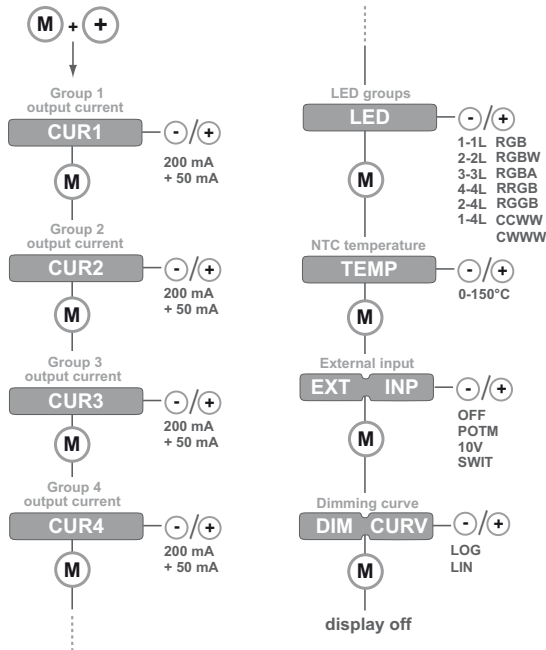 M + +
Group 1
output current
CUR1
- / +
200 mA
+ 50 mA
M
Group 2
output current
CUR2
- / +
200 mA
+ 50 mA
M
Group 3
output current
CUR3
- / +
200 mA
+ 50 mA
M
Group 4
output current
CUR4
- / +
200 mA
+ 50 mA
M
LED groups
LED
- / +
1-1L RGB
2-2L RGBW
3-3L RGBA
4-4L RRGB
2-4L RGGB
1-4L CCWW
CWWW
M
NTC temperature
TEMP
- / +
0-150°C
M
External input
EXT INP
- / +
OFF
POTM
10V
SWIT
M
Dimming curve
DIM CURV
- / +
LOG
LIN
M
display off